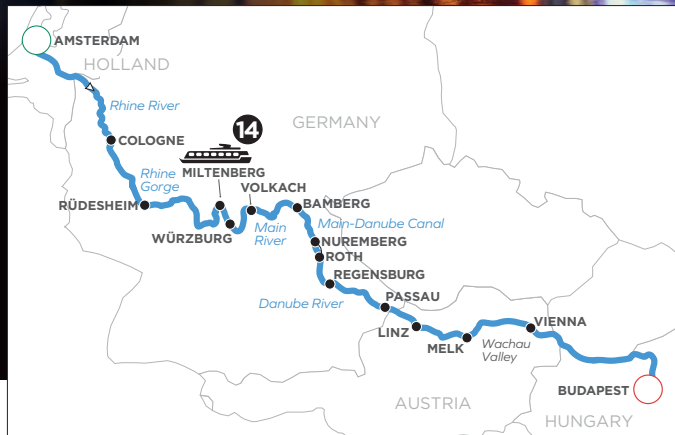 AMSTERDAM
HOLLAND
Rhine River
GERMANY
14
COLOGNE
Rhine
Gorge
MILTENBERG
VOLKACH
RÜDESHEIM
BAMBERG
WÜRZBURG
Main
River
Main-Danube Canal
NUREMBERG
ROTH
REGENSBURG
Danube River
PASSAU
LINZ
VIENNA
MELK
Wachau
Valley
BUDAPEST
AUSTRIA
HUNGARY